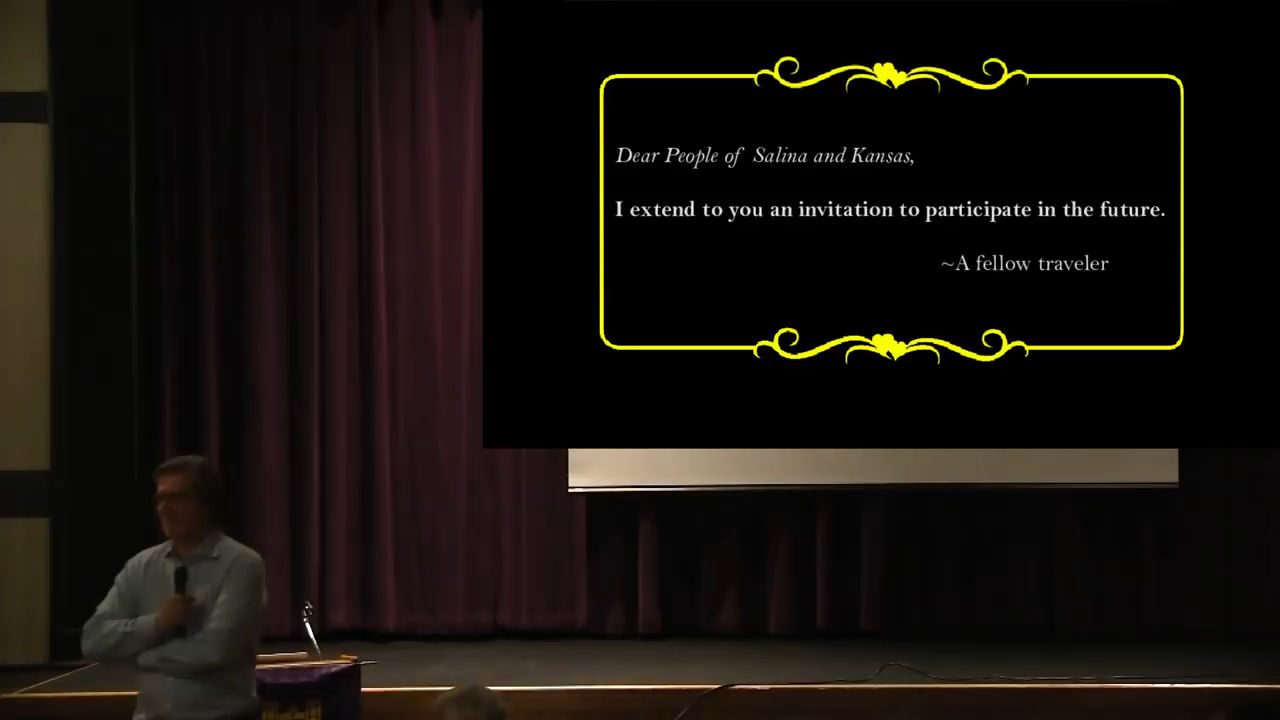 Dear People of Salina and Kansas,
I extend to you an invitation to participate in the future.
~A fellow traveler